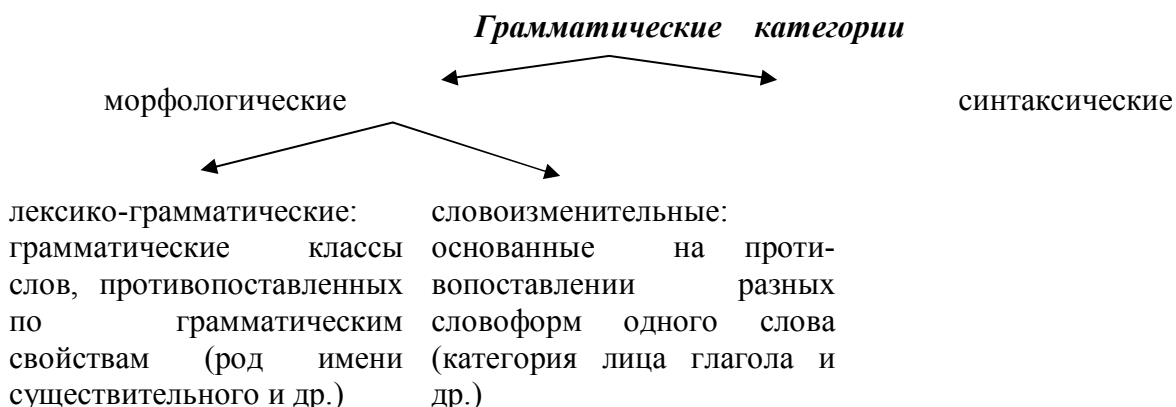 Грамматические категории
морфологические
синтаксические
лексико-грамматические:
грамматические классы
слов, противопоставленных
по грамматическим
свойствам (род имени
существительного и др.)
словоизменительные:
основанные на проти-
вопоставлении разных
словоформ одного слова
(категория лица глагола и
др.)